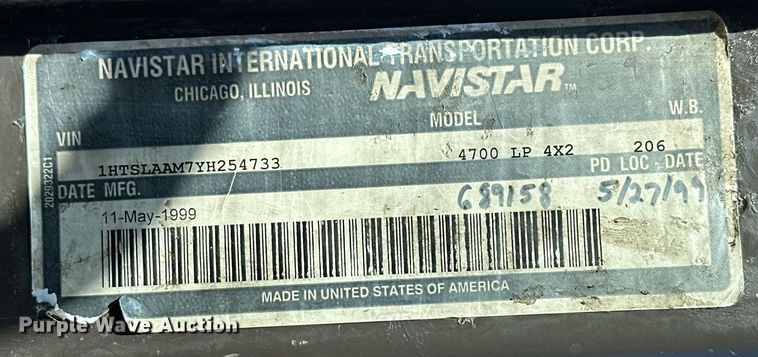 NAVISTAR INTERNATIONAL TRANSPORTATION CORP.
CHICAGO, ILLINOIS NAVISTAR TM
VIN MODEL W.B.
1HTSLAAM7YH254733 4700 LP 4X2 206
DATE MFG. PD LOC - DATE
11-May-1999 689158 5/27/99
MADE IN UNITED STATES OF AMERICA
2029322C1
Purple Wave Auction